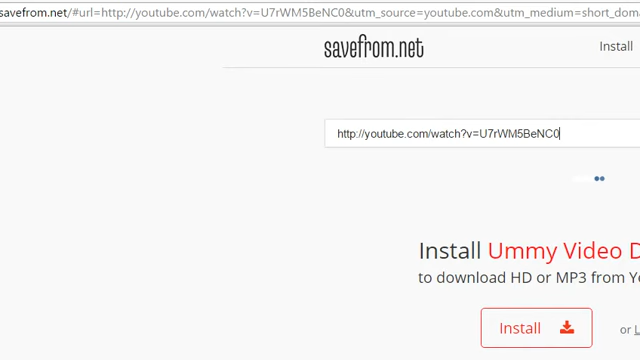 savefrom.net/#url=http://youtube.com/watch?v=U7rWM5BeNC0&utm_source=youtube.com&utm_medium=short_doma
savefrom.net Install
http://youtube.com/watch?v=U7rWM5BeNC0
Install Ummy Video D
to download HD or MP3 from Yo
Install or